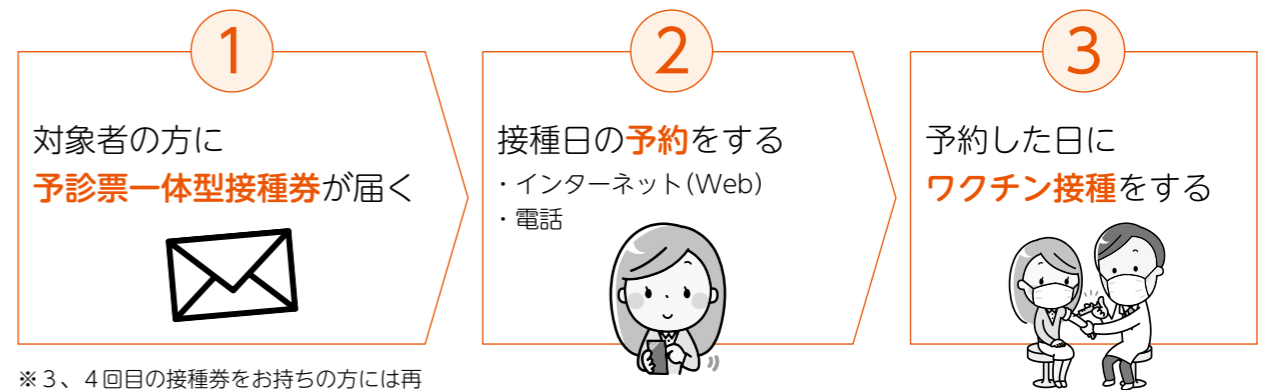 1
対象者の方に
予診票一体型接種券が届く
※３、４回目の接種券をお持ちの方には再
2
接種日の予約をする
・インターネット(Web)
・電話
3
予約した日に
ワクチン接種をする